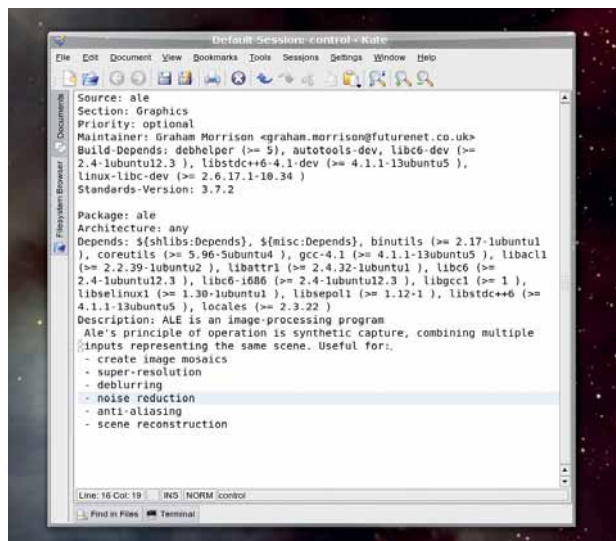 Default Session: control - Kate
File Edit Document View Bookmarks Tools Sessions Settings Window Help
Documents
Filesystem Browser
Source: ale
Section: Graphics
Priority: optional
Maintainer: Graham Morrison <graham.morrison@futurenet.co.uk>
Build-Depends: debhelper (>= 5), autotools-dev, libc6-dev (>=
2.4-1ubuntu12.3 ), libstdc++6-4.1-dev (>= 4.1.1-13ubuntu5 ),
linux-libc-dev (>= 2.6.17.1-10.34 )
Standards-Version: 3.7.2
Package: ale
Architecture: any
Depends: ${shlibs:Depends}, ${misc:Depends}, binutils (>= 2.17-1ubuntu1
), coreutils (>= 5.96-5ubuntu4 ), gcc-4.1 (>= 4.1.1-13ubuntu5 ), libacl1
(>= 2.2.39-1ubuntu2 ), libattr1 (>= 2.4.32-1ubuntu1 ), libc6 (>=
2.4-1ubuntu12.3 ), libc6-i686 (>= 2.4-1ubuntu12.3 ), libgcc1 (>= 1 ),
libselinux1 (>= 1.30-1ubuntu1 ), libsepol1 (>= 1.12-1 ), libstdc++6 (>=
4.1.1-13ubuntu5 ), locales (>= 2.3.22 )
Description: ALE is an image-processing program
Ale's principle of operation is synthetic capture, combining multiple
inputs representing the same scene. Useful for:.
- create image mosaics
- super-resolution
- deblurring
- noise reduction
- anti-aliasing
- scene reconstruction
Line: 16 Col: 19 INS NORM control
Find in Files Terminal